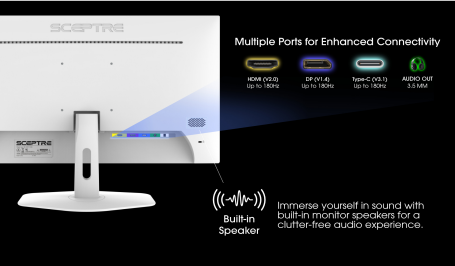 SCEPTRE
Multiple Ports for Enhanced Connectivity
HDMI (V2.0) DP (V1.4) Type-C (V3.1) AUDIO OUT
Up to 180Hz Up to 180Hz Up to 180Hz 3.5 MM
SCEPTRE
Built-in
Speaker
Immerse yourself in sound with
built-in monitor speakers for a
clutter-free audio experience.